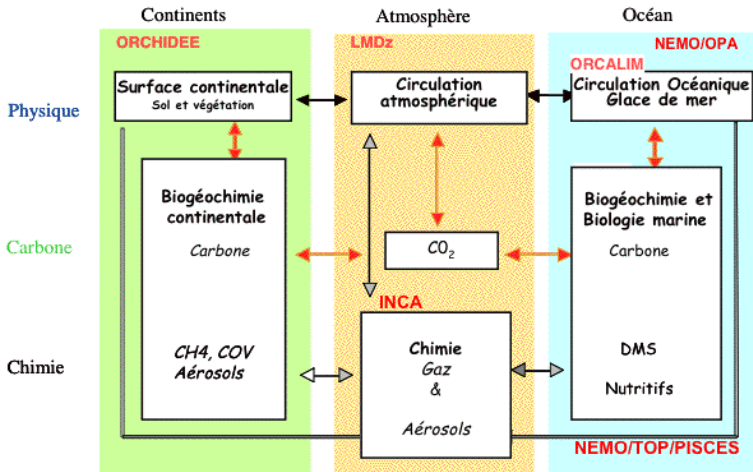 Continents
Atmosphère
Océan
ORCHIDEE
LMDz
NEMO/OPA
ORCALIM
Physique
Surface continentale
Sol et végétation
Circulation
atmosphérique
Circulation Océanique
Glace de mer
Biogéochimie
continentale
Biogéochimie et
Biologie marine
Carbone
Carbone
CO2
Carbone
INCA
Chimie
CH4, COV
Aérosols
Chimie
Gaz
&
Aérosols
DMS
Nutritifs
NEMO/TOP/PISCES